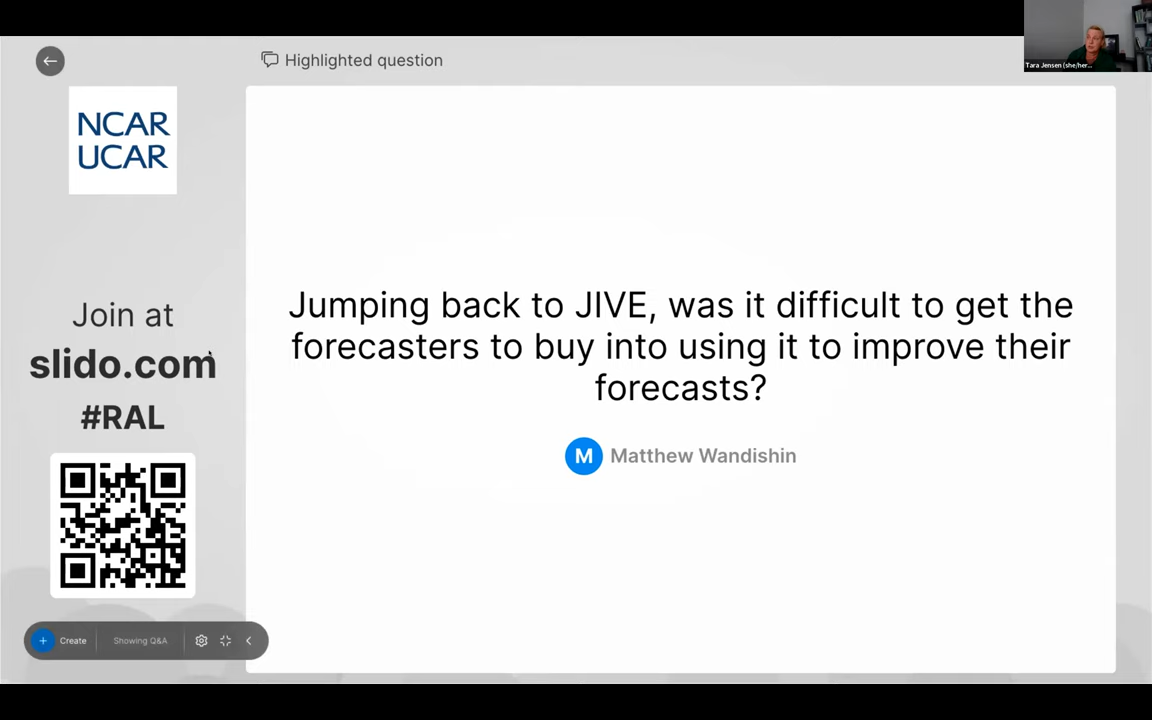 Highlighted question
Tara Jensen (she/her...
NCAR
UCAR
Join at
slido.com
#RAL
Jumping back to JIVE, was it difficult to get the
forecasters to buy into using it to improve their
forecasts?
M Matthew Wandishin
+ Create Showing Q&A